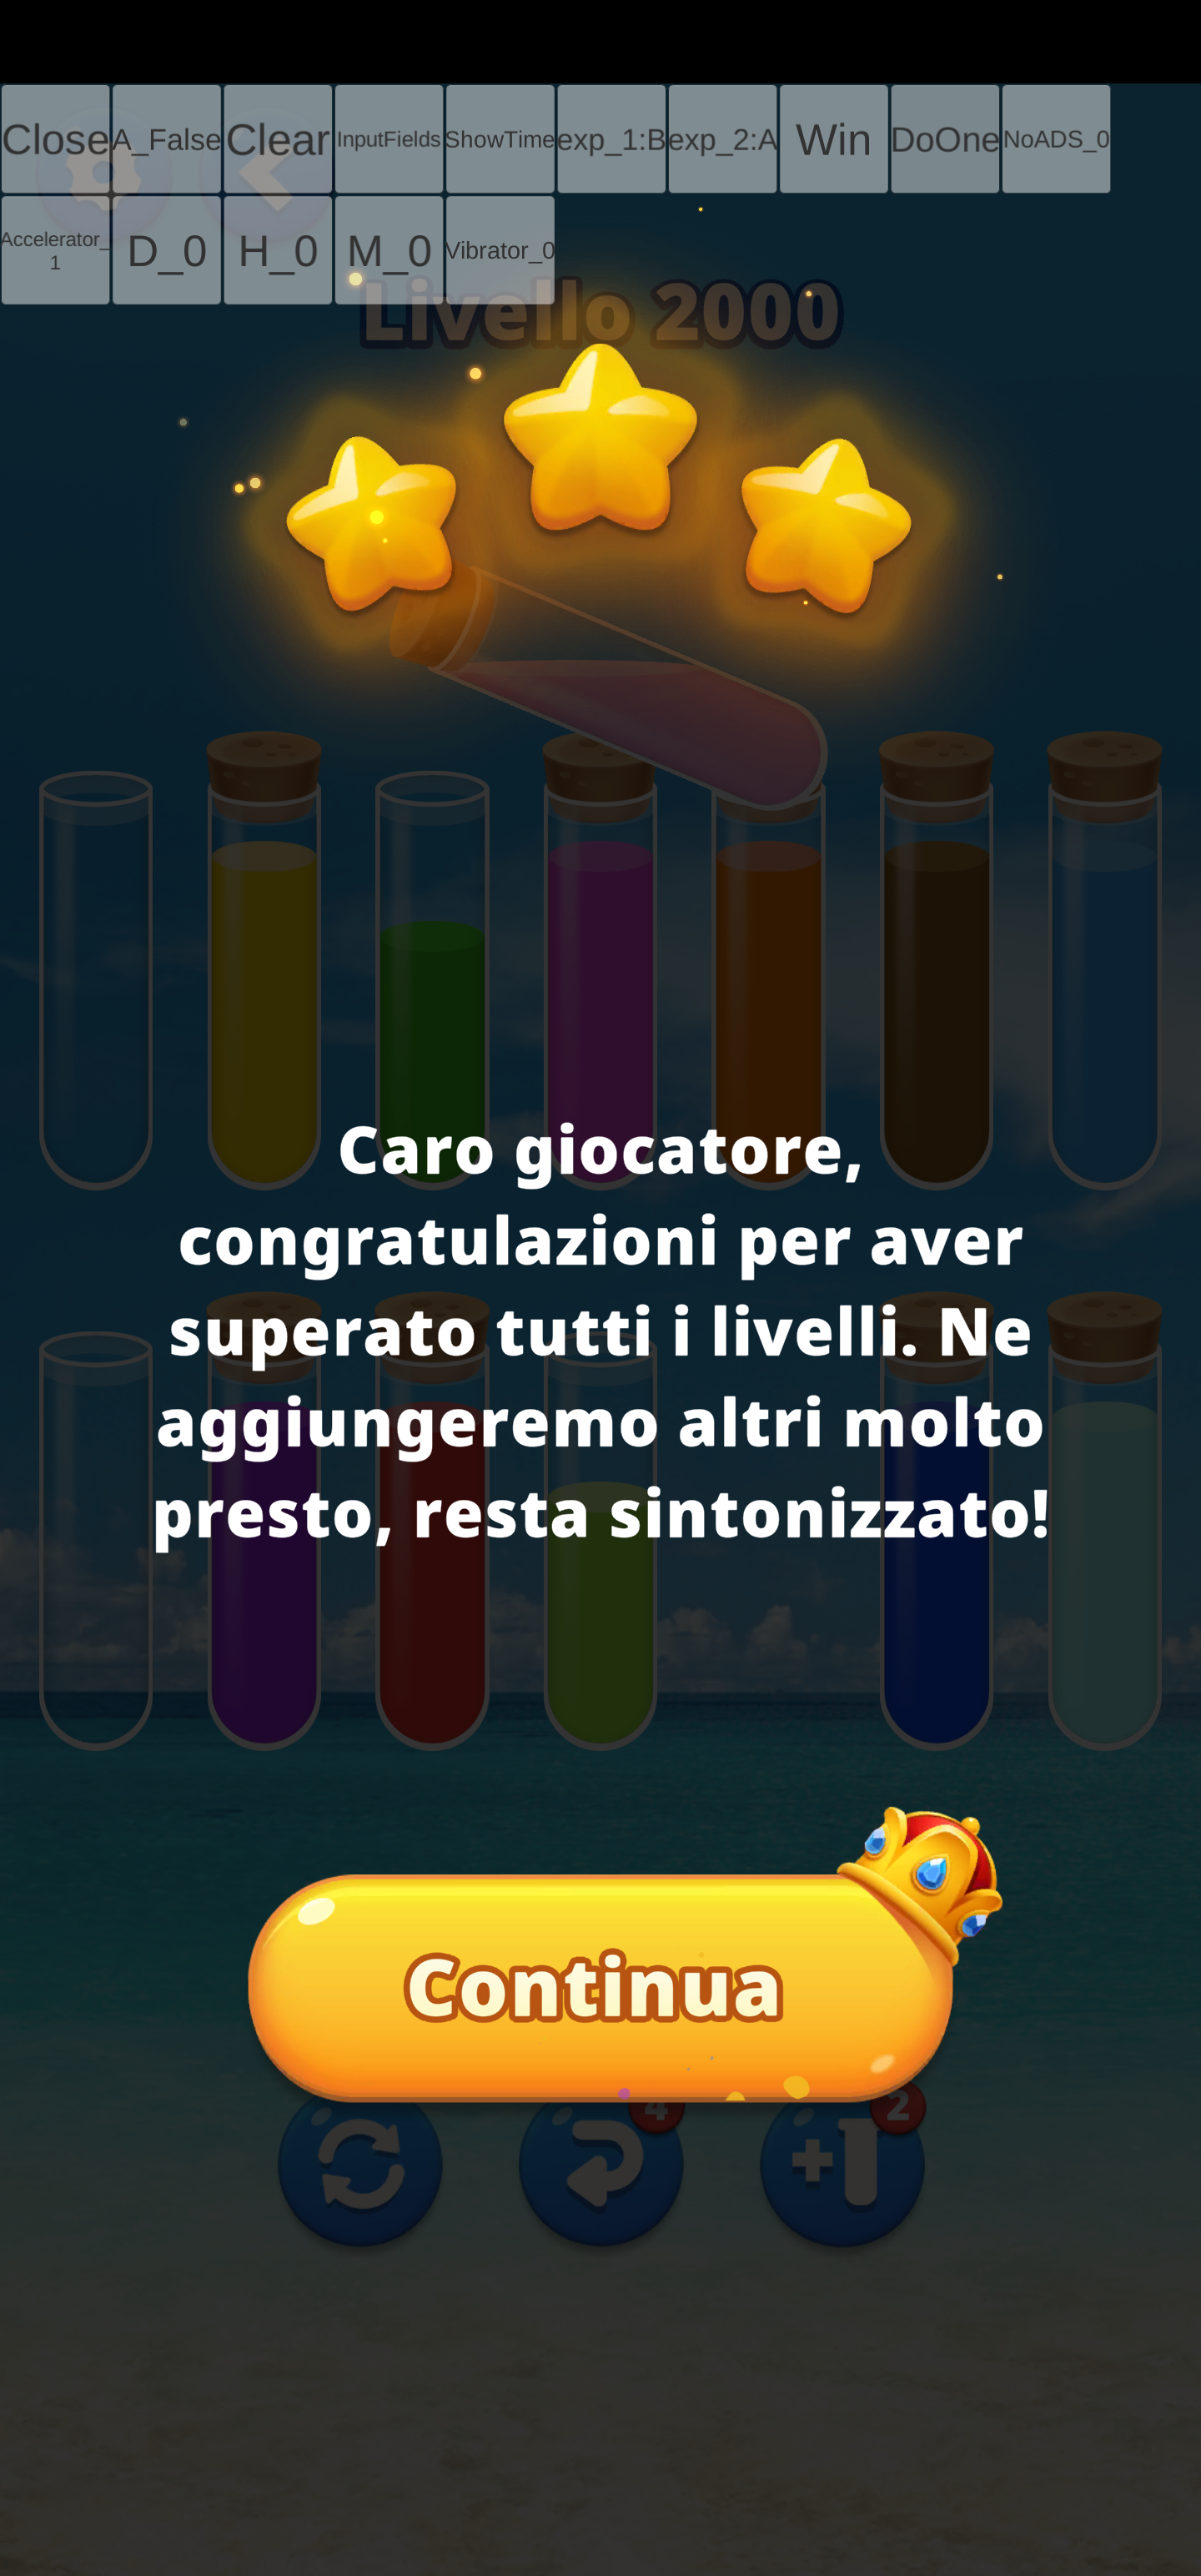 Close A_False Clear InputFields ShowTime exp_1:B exp_2:A Win DoOne NoADS_0
Accelerator_
1
D_0 H_0 M_0 Vibrator_0
Livello 2000
Caro giocatore,
congratulazioni per aver
superato tutti i livelli. Ne
aggiungeremo altri molto
presto, resta sintonizzato!
Continua
4
2